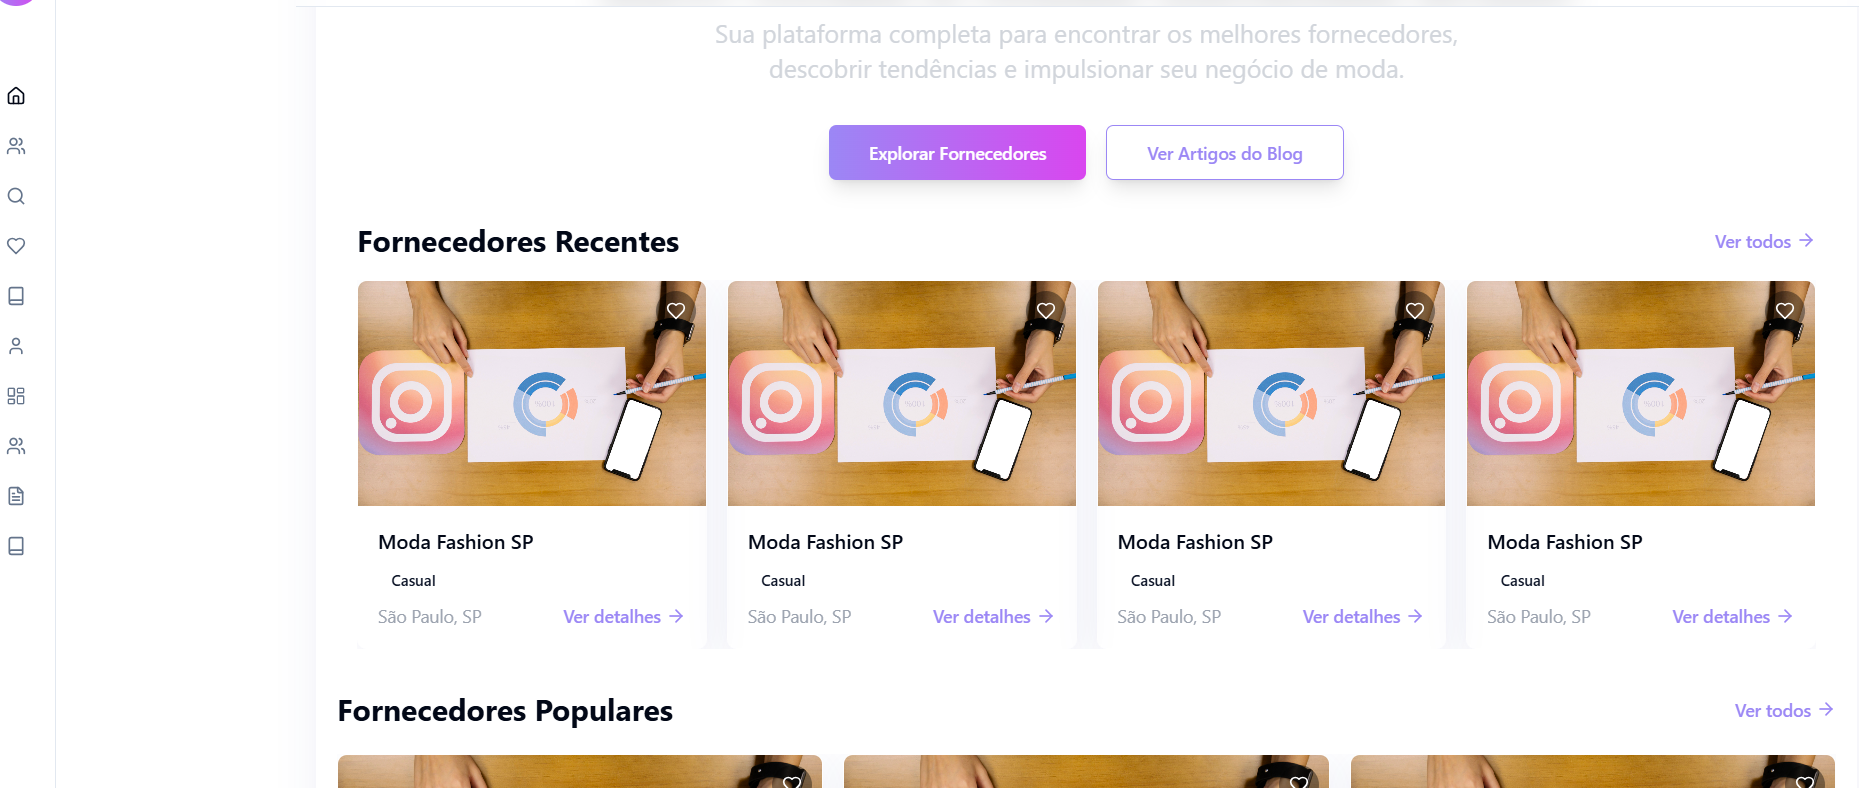 Sua plataforma completa para encontrar os melhores fornecedores,
descobrir tendências e impulsionar seu negócio de moda.
Explorar Fornecedores
Ver Artigos do Blog
Fornecedores Recentes
Ver todos
Moda Fashion SP
Casual
São Paulo, SP
Ver detalhes
Moda Fashion SP
Casual
São Paulo, SP
Ver detalhes
Moda Fashion SP
Casual
São Paulo, SP
Ver detalhes
Moda Fashion SP
Casual
São Paulo, SP
Ver detalhes
Fornecedores Populares
Ver todos